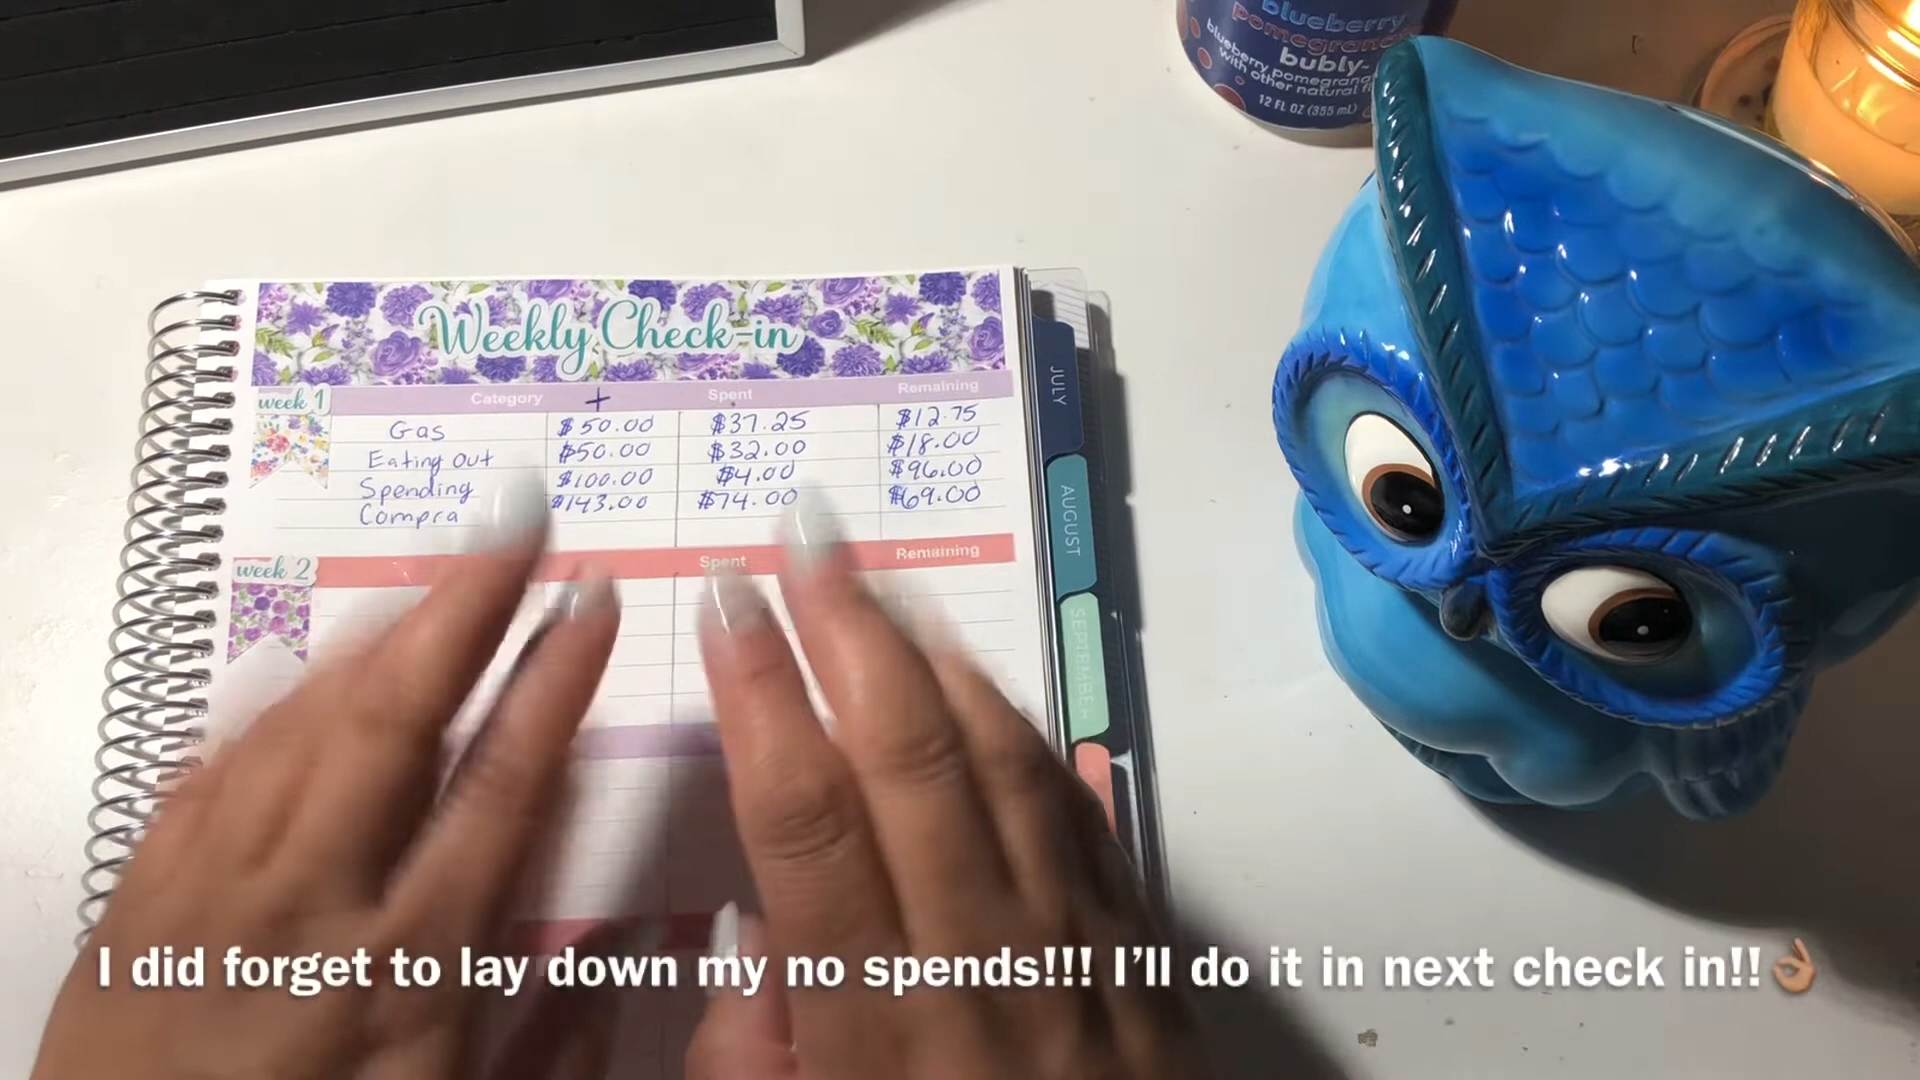 blueberry
pomegranate
bubly
blueberry pomegranate
with other natural
12 FL OZ (355 mL)
Weekly Check-in
week 1 Category + Spent Remaining
Gas $50.00 $37.25 $12.75
Eating Out $50.00 $32.00 $18.00
Spending $100.00 $4.00 $96.00
Compra $143.00 $74.00 $69.00
week 2 Spent Remaining
JULY
AUGUST
SEPTEMBER
I did forget to lay down my no spends!!! I'll do it in next check in!!👌🏽